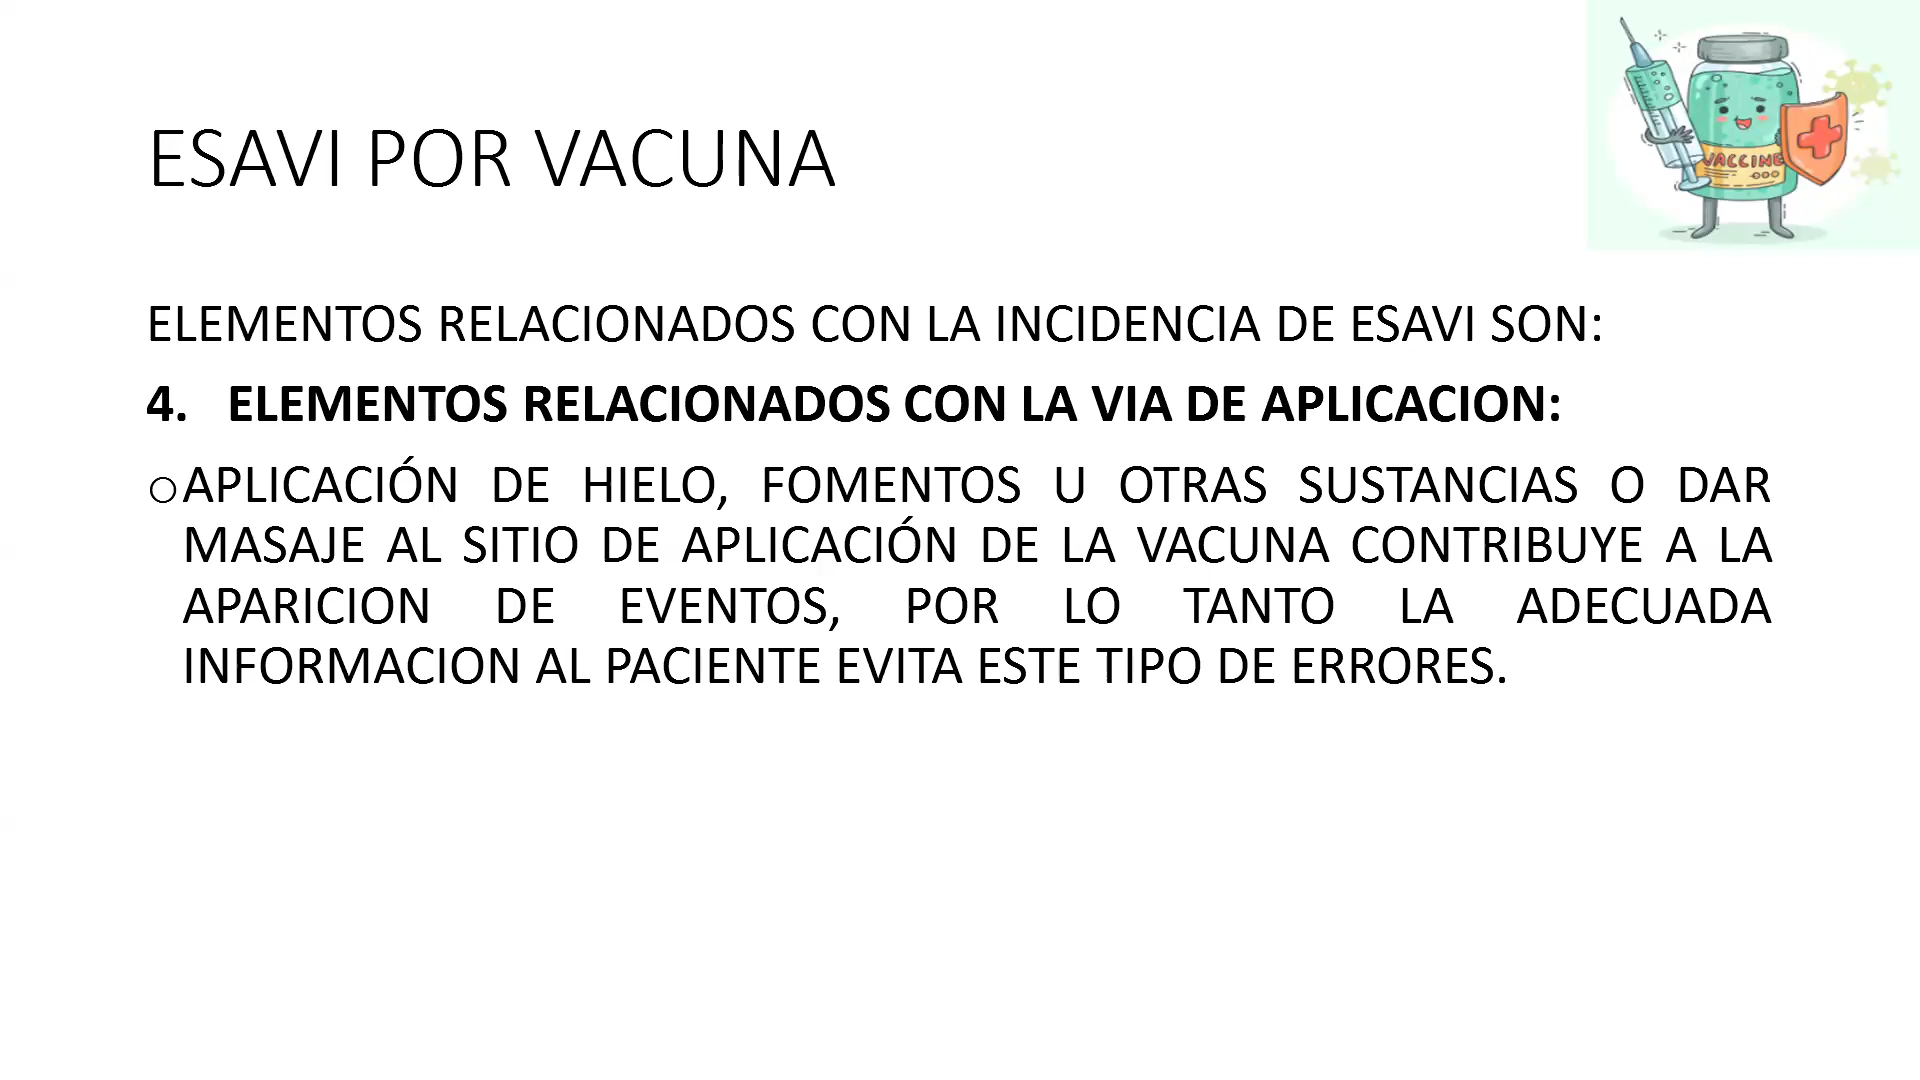 ESAVI POR VACUNA
VACCINE
ELEMENTOS RELACIONADOS CON LA INCIDENCIA DE ESAVI SON:
4. ELEMENTOS RELACIONADOS CON LA VIA DE APLICACION:
○APLICACIÓN DE HIELO, FOMENTOS U OTRAS SUSTANCIAS O DAR
MASAJE AL SITIO DE APLICACIÓN DE LA VACUNA CONTRIBUYE A LA
APARICION DE EVENTOS, POR LO TANTO LA ADECUADA
INFORMACION AL PACIENTE EVITA ESTE TIPO DE ERRORES.